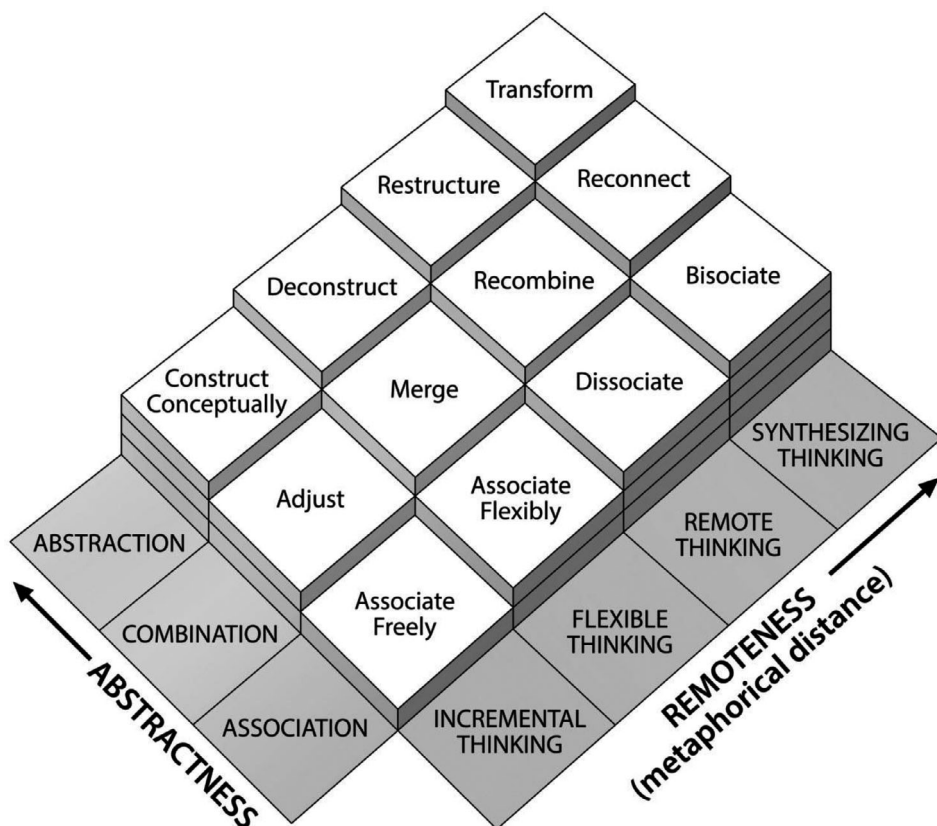 Transform
Restructure
Reconnect
Deconstruct
Recombine
Bisociate
Construct
Conceptually
Merge
Dissociate
Adjust
Associate
Flexibly
Associate
Freely
ABSTRACTION
COMBINATION
ASSOCIATION
INCREMENTAL
THINKING
FLEXIBLE
THINKING
REMOTE
THINKING
SYNTHESIZING
THINKING
ABSTRACTNESS
REMOTENESS
(metaphorical distance)